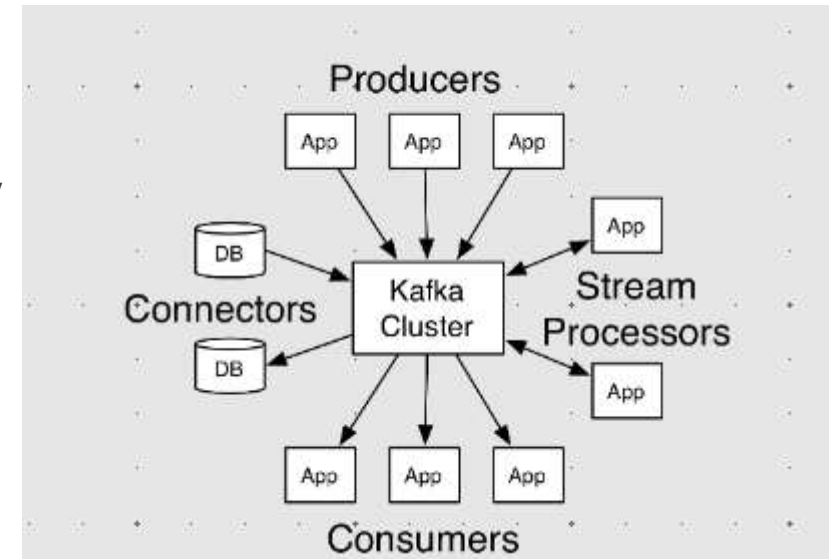 Producers
App App App
App
DB
Kafka
Cluster
Stream
Processors
Connectors
DB
App
App App App
Consumers